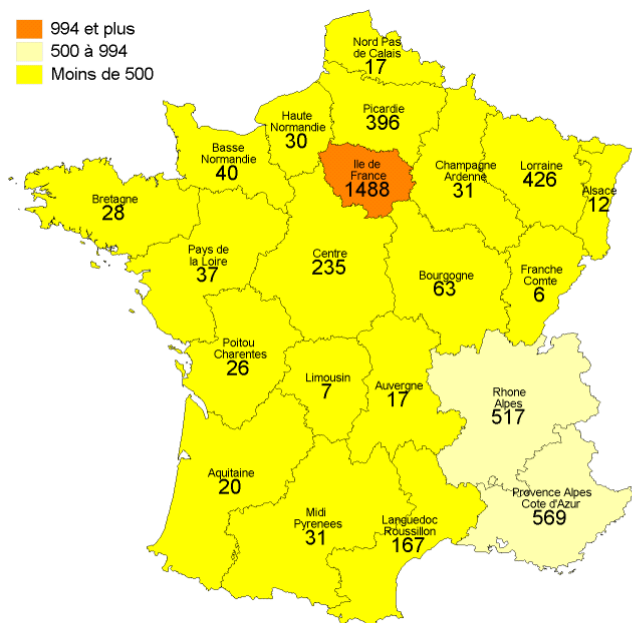 994 et plus
500 à 994
Moins de 500
Nord Pas
de Calais
17
Picardie
396
Haute
Normandie
30
Basse
Normandie
40
Ile de
France
1488
Champagne
Ardenne
31
Lorraine
426
Alsace
12
Bretagne
28
Pays de
la Loire
37
Centre
235
Bourgogne
63
Franche
Comte
6
Poitou
Charentes
26
Limousin
7
Auvergne
17
Rhone
Alpes
517
Aquitaine
20
Midi
Pyrenees
31
Languedoc
Roussillon
167
Provence Alpes
Cote d'Azur
569